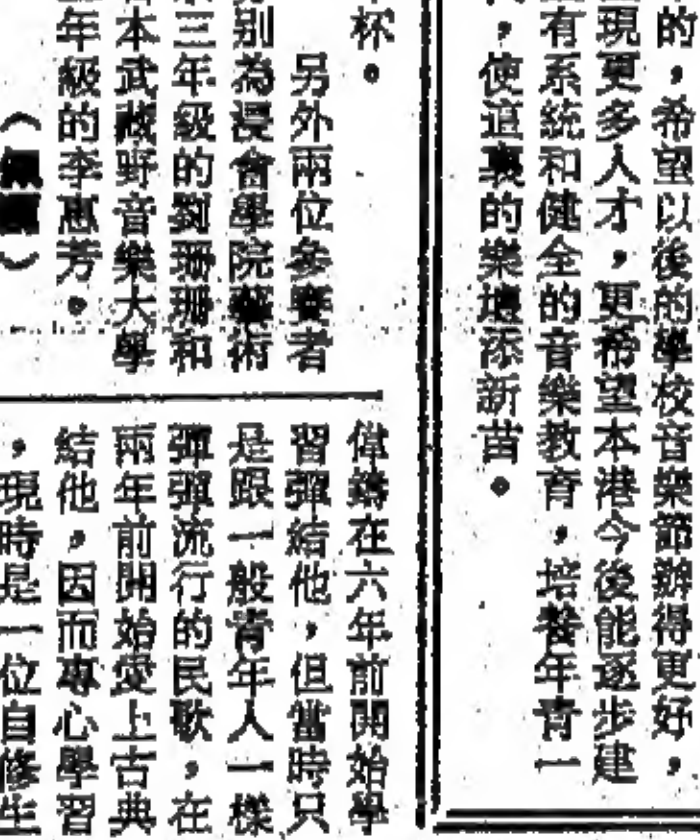 的，希望以後的學校音樂節辦得更好，
現更多人才，更希望本港今後能逐步建
有系統和健全的音樂教育，培養年青一
，使這裏的樂壇添新苗。
杯。
另外兩位參賽者
別為浸會學院藝術
三年級的劉珊珊和
本武藏野音樂大學
年級的李惠芳。
偉鏘在六年前開始學
習彈結他，但當時只
是跟一般青年人一樣
彈彈流行的民歌，在
兩年前開始愛上古典
結他，因而專心學習
，現時是一位自修生